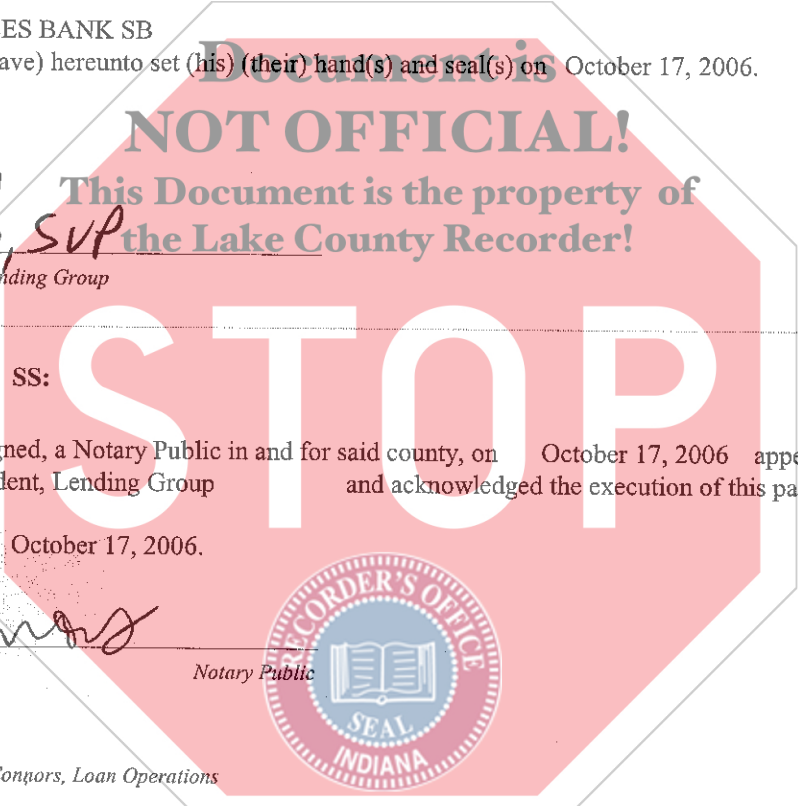 ES BANK SB
ave) hereunto set (his) (their) hand(s) and seal(s) on October 17, 2006.
Document is
NOT OFFICIAL!
This Document is the property of
the Lake County Recorder!
, SVP
nding Group
STOP
SS:
gned, a Notary Public in and for said county, on October 17, 2006 appe
dent, Lending Group and acknowledged the execution of this pa
October 17, 2006.
Notary Public
RECORDER'S OFFICE
SEAL
INDIANA
Connors, Loan Operations